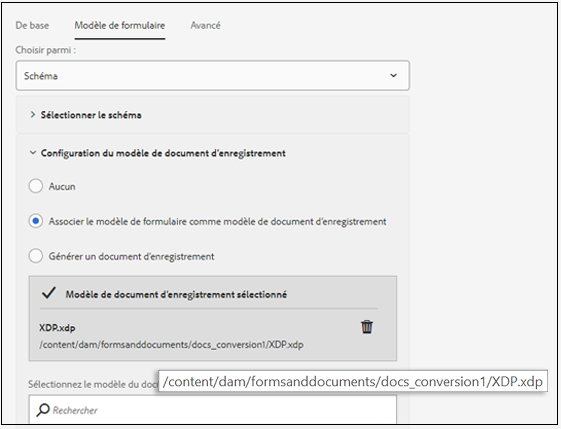 De base Modèle de formulaire Avancé
Choisir parmi :
Schéma
Sélectionner le schéma
Configuration du modèle de document d'enregistrement
Aucun
Associer le modèle de formulaire comme modèle de document d'enregistrement
Générer un document d'enregistrement
Modèle de document d'enregistrement sélectionné
XDP.xdp
/content/dam/formsanddocuments/docs_conversion1/XDP.xdp
/content/dam/formsanddocuments/docs_conversion1/XDP.xdp
Sélectionnez le modèle du doc
Rechercher